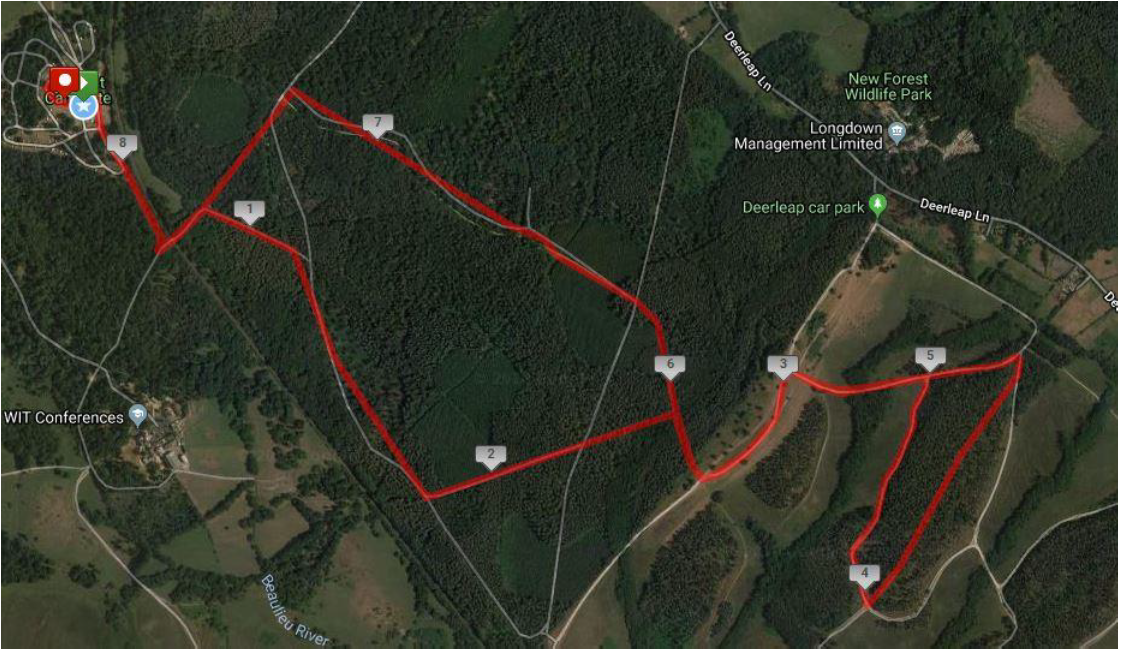 Deerleap Ln
New Forest
Wildlife Park
Longdown
Management Limited
8
7
1
Deerleap car park
Deerleap Ln
3
5
6
WIT Conferences
2
4
Beaulieu River